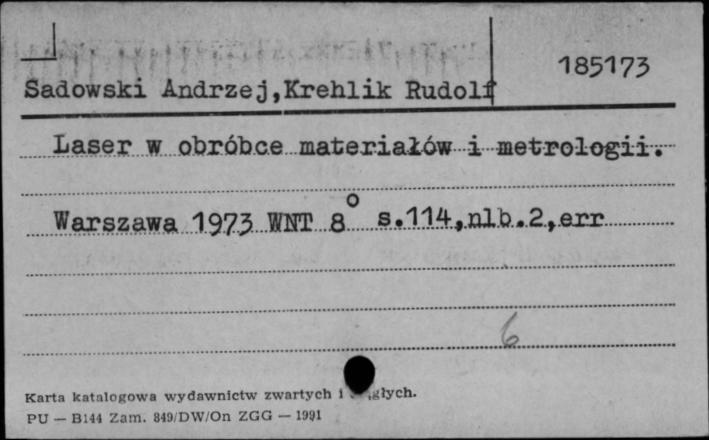 185173
Sadowski Andrzej,Krehlik Rudolf
Laser w obróbce materiałów i metrologii.
Warszawa 1973 WNT 8° s.114,nlb.2,err
6
Karta katalogowa wydawnictw zwartych i
PU — B144 Zam. 849/DW/On ZGG — 1991